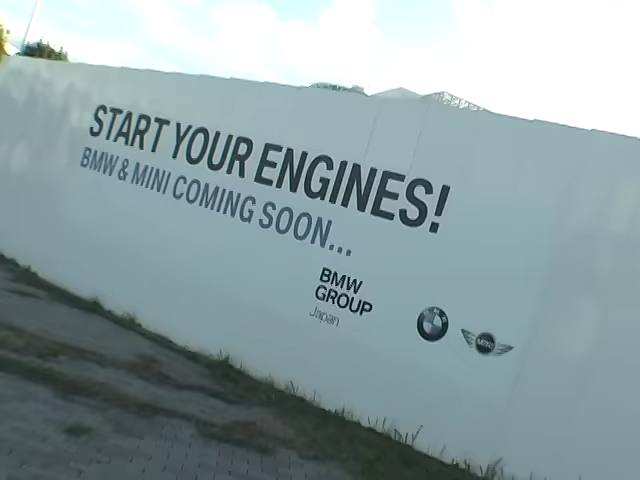 START YOUR ENGINES!
BMW & MINI COMING SOON...
BMW
GROUP
Japan
BMW
MINI